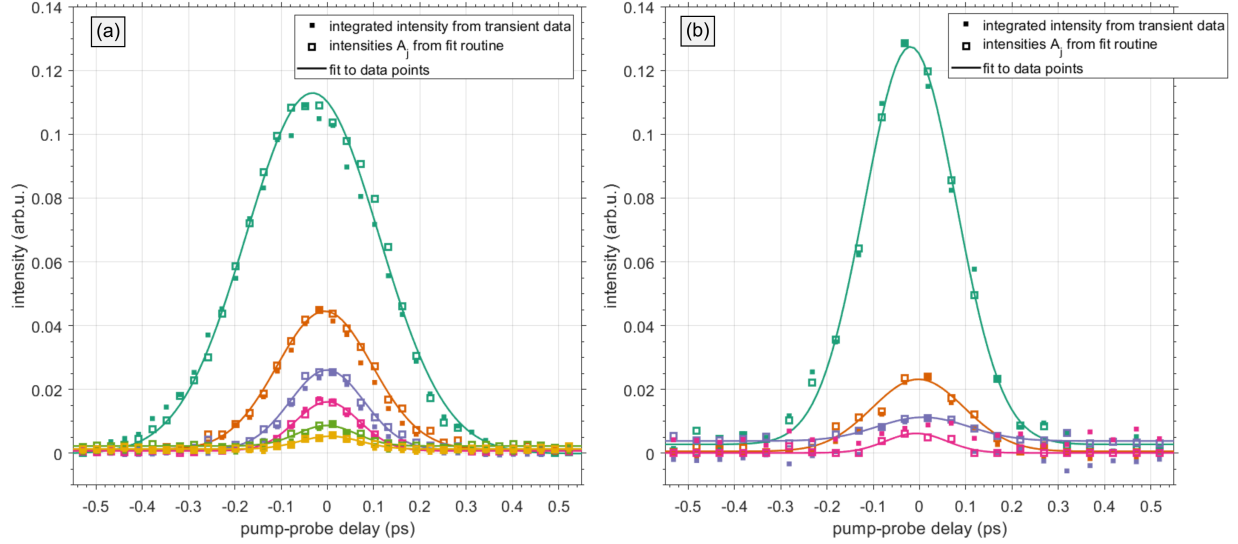 (a)
integrated intensity from transient data
intensities A_j from fit routine
fit to data points
0.14
0.12
0.1
0.08
0.06
0.04
0.02
0
intensity (arb.u.)
-0.5 -0.4 -0.3 -0.2 -0.1 0 0.1 0.2 0.3 0.4 0.5
pump-probe delay (ps)
(b)
integrated intensity from transient data
intensities A_j from fit routine
fit to data points
0.14
0.12
0.1
0.08
0.06
0.04
0.02
0
intensity (arb.u.)
-0.5 -0.4 -0.3 -0.2 -0.1 0 0.1 0.2 0.3 0.4 0.5
pump-probe delay (ps)